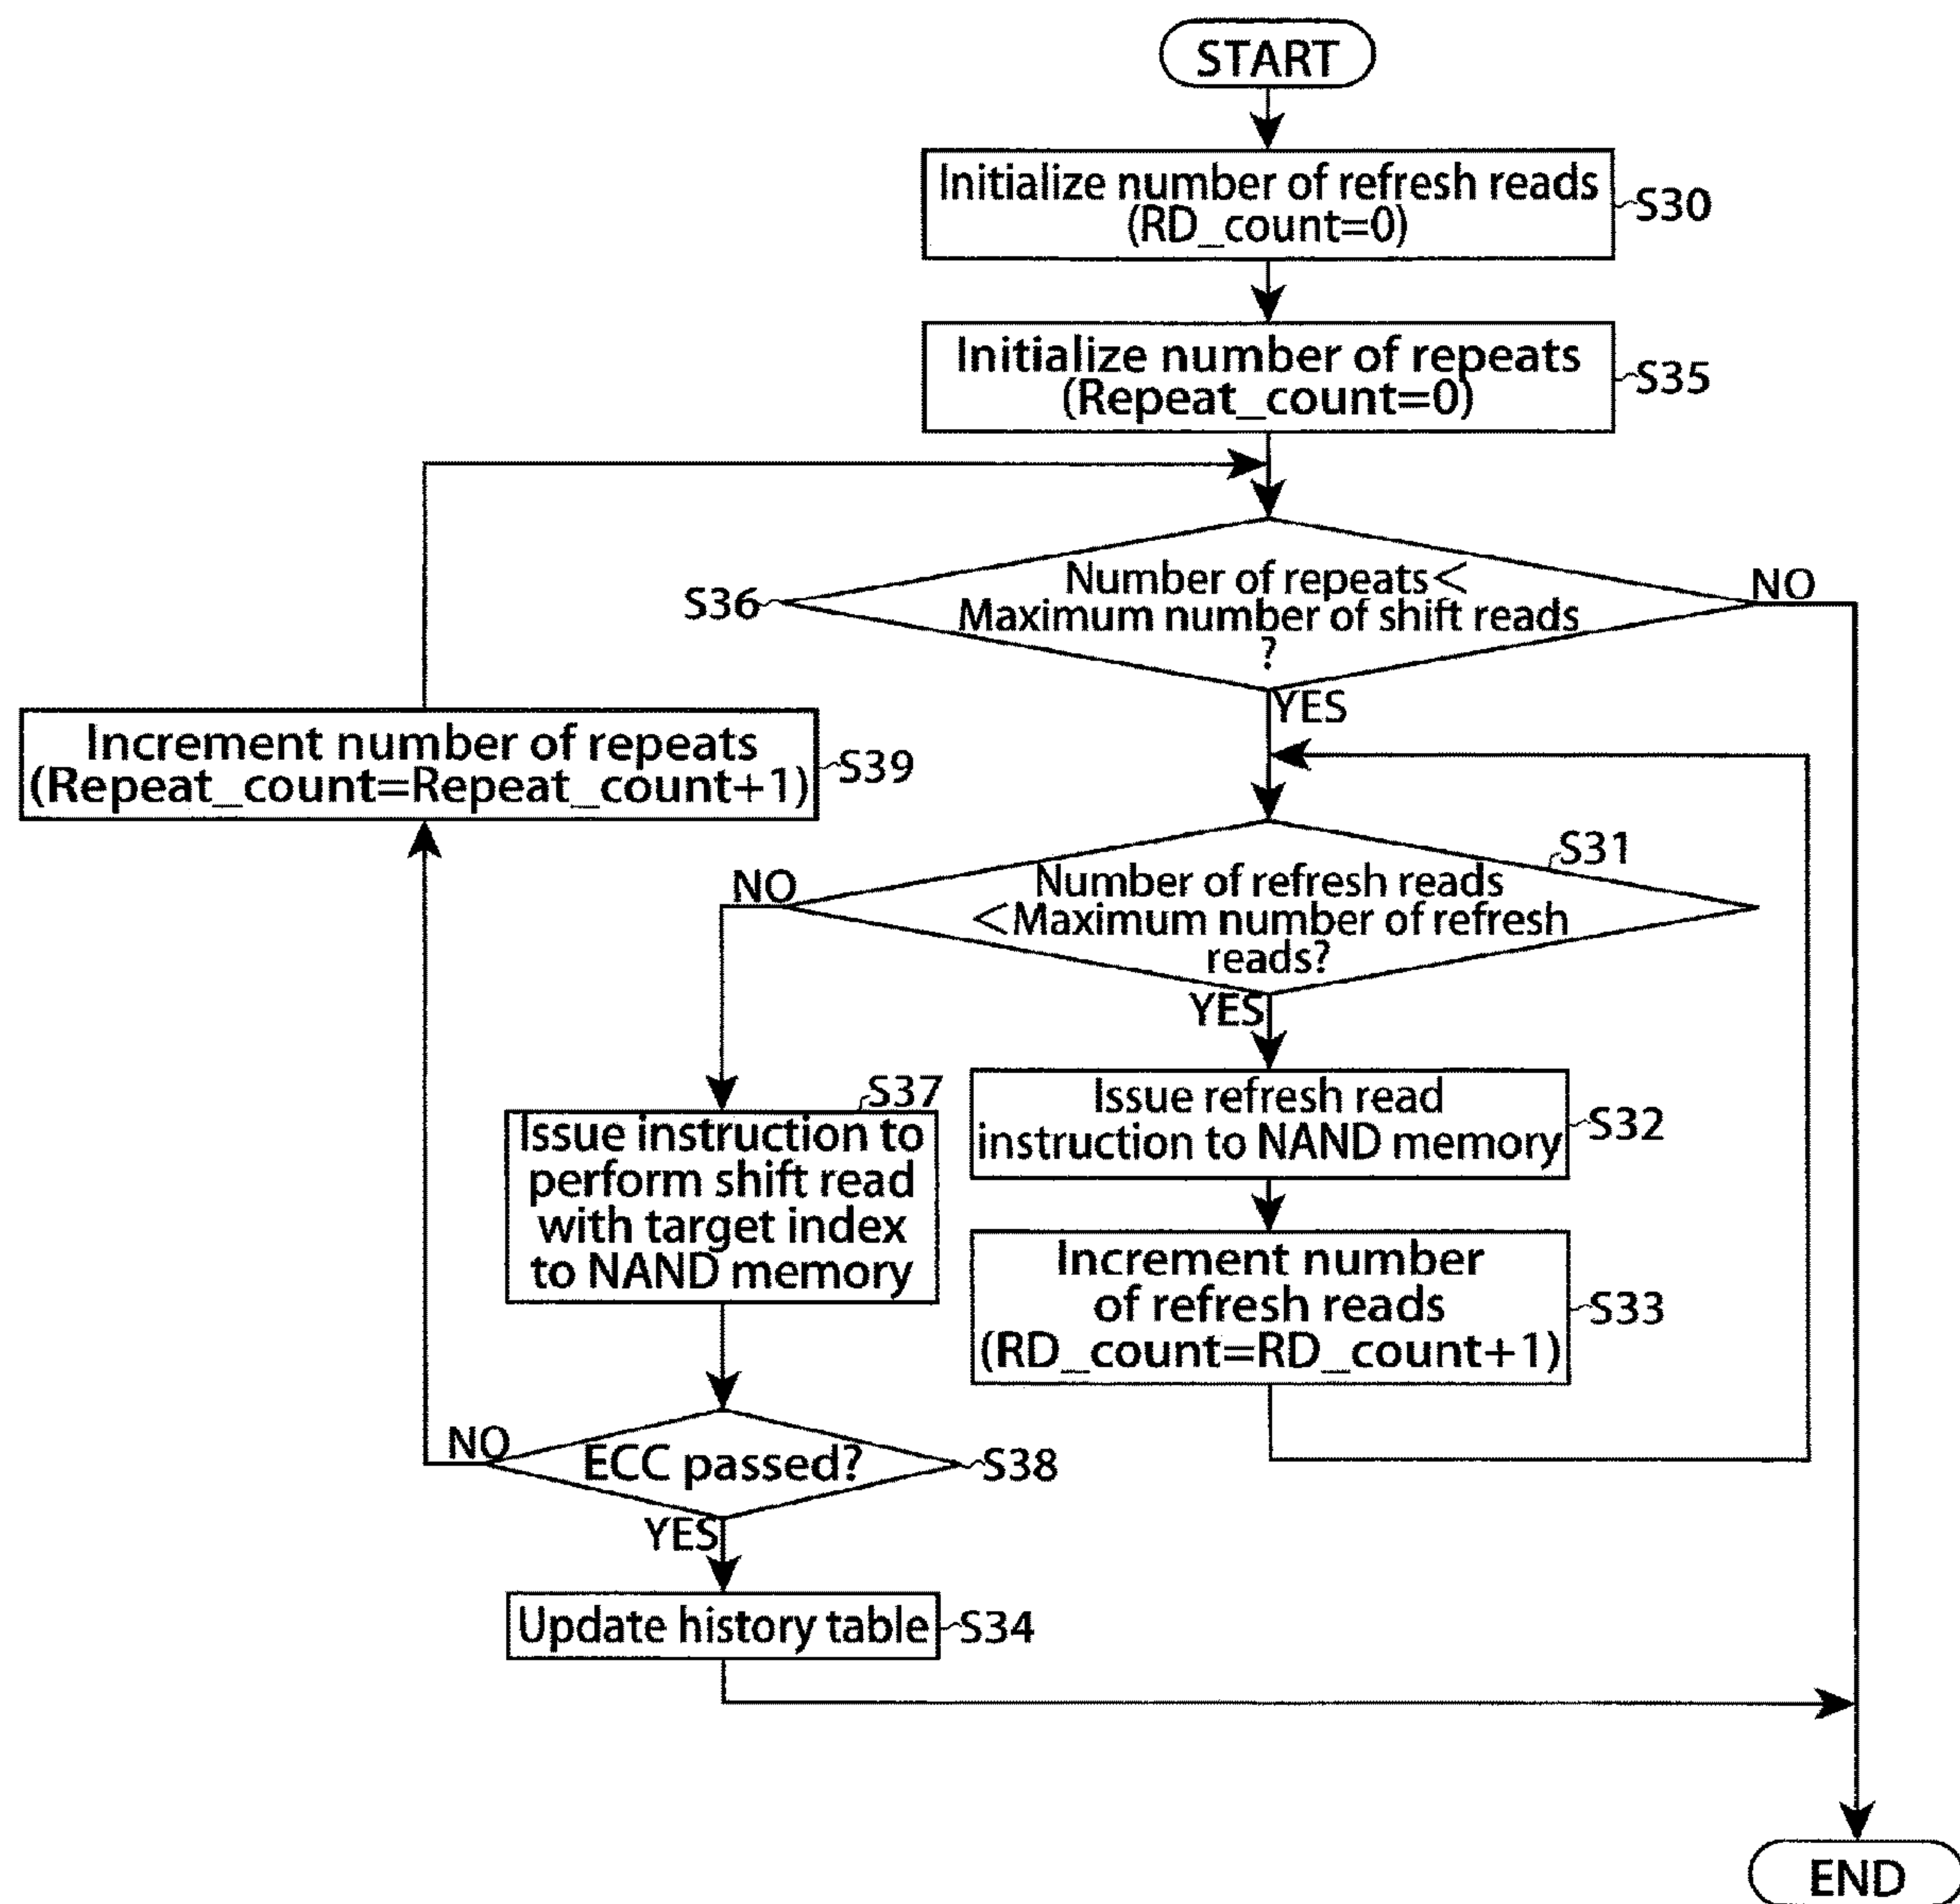 START
Initialize number of refresh reads
(RD_count=0)
S30
Initialize number of repeats
(Repeat_count=0)
S35
S36
Number of repeats<
Maximum number of shift reads
?
NO
YES
Increment number of repeats
(Repeat_count=Repeat_count+1)
S39
S31
NO
Number of refresh reads
<Maximum number of refresh
reads?
YES
S37
Issue instruction to
perform shift read
with target index
to NAND memory
Issue refresh read
instruction to NAND memory
S32
Increment number
of refresh reads
(RD_count=RD_count+1)
S33
NO
ECC passed?
S38
YES
Update history table
S34
END